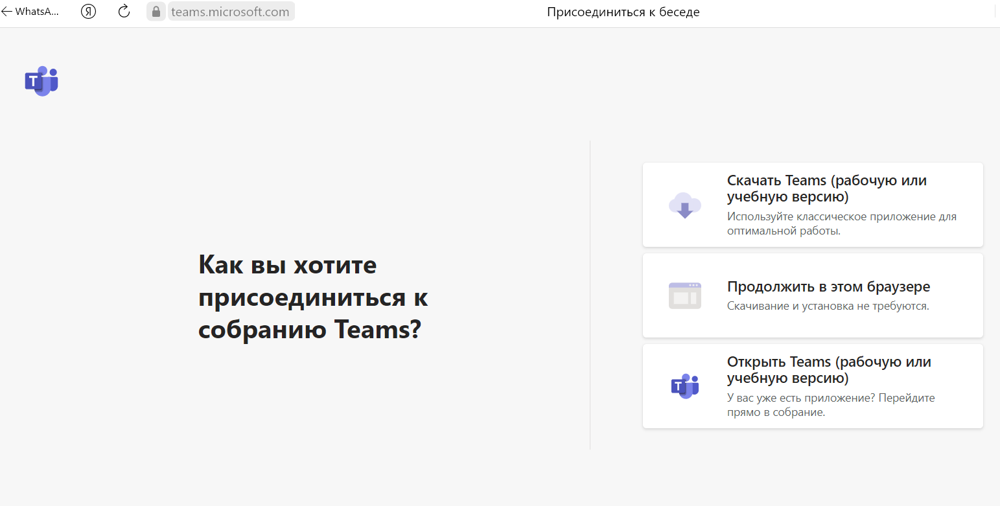 WhatsA...
Я
teams.microsoft.com
Присоединиться к беседе
T
Как вы хотите
присоединиться к
собранию Teams?
Скачать Teams (рабочую или
учебную версию)
Используйте классическое приложение для
оптимальной работы.
Продолжить в этом браузере
Скачивание и установка не требуются.
T
Открыть Teams (рабочую или
учебную версию)
У вас уже есть приложение? Перейдите
прямо в собрание.